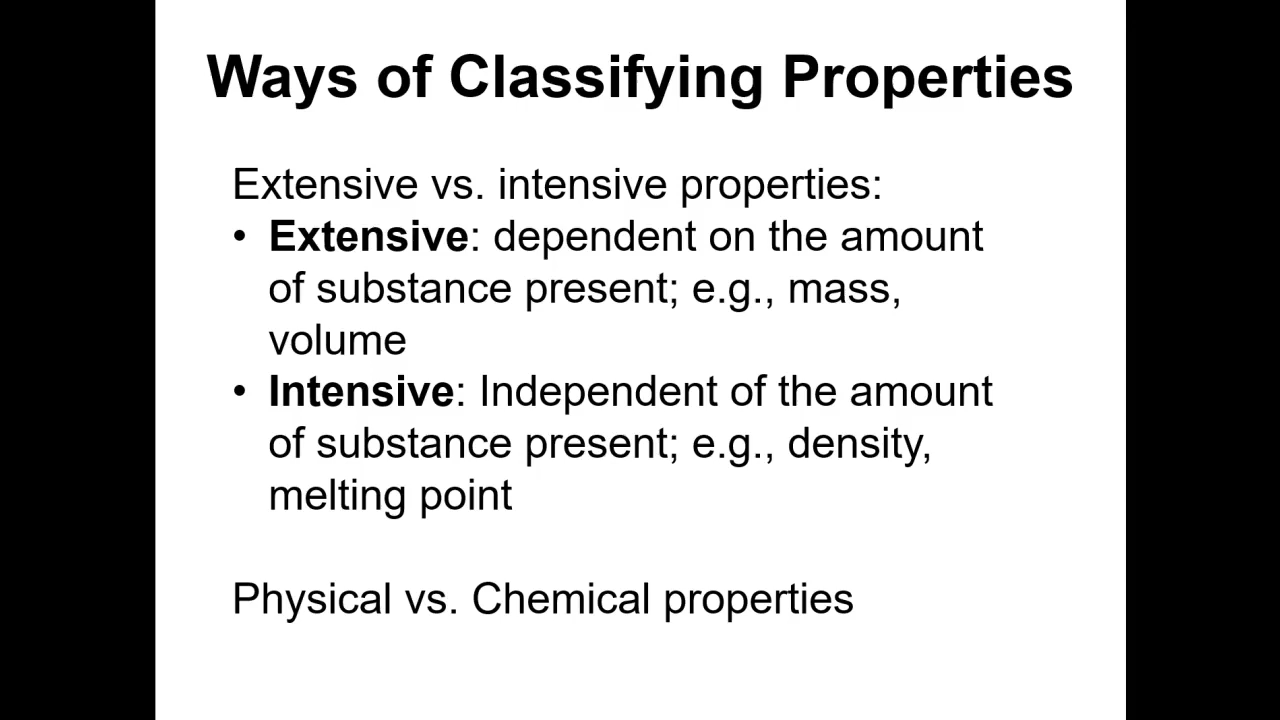 Ways of Classifying Properties
Extensive vs. intensive properties:
• Extensive: dependent on the amount
of substance present; e.g., mass,
volume
• Intensive: Independent of the amount
of substance present; e.g., density,
melting point
Physical vs. Chemical properties